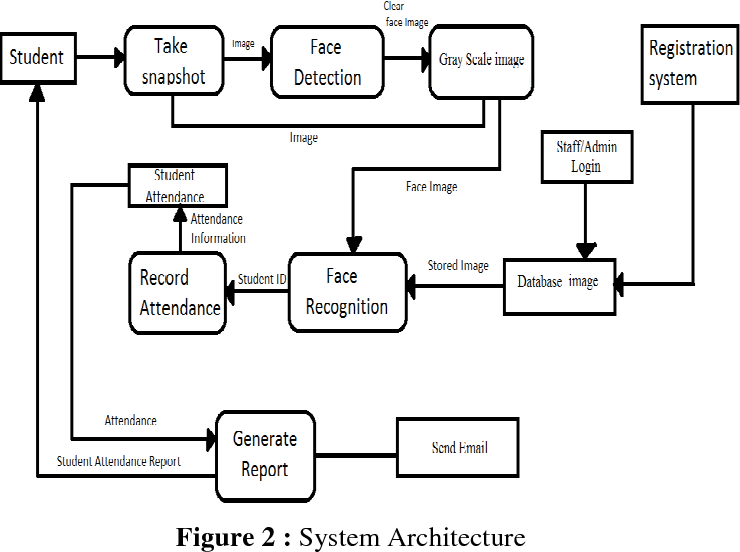 Clear
face Image
Student
Take
snapshot
Image
Face
Detection
Gray Scale image
Registration
system
Image
Staff/Admin
Login
Student
Attendance
Face Image
Attendance
Information
Record
Attendance
Student ID
Face
Recognition
Stored Image
Database image
Attendance
Generate
Report
Send Email
Student Attendance Report
Figure 2 : System Architecture